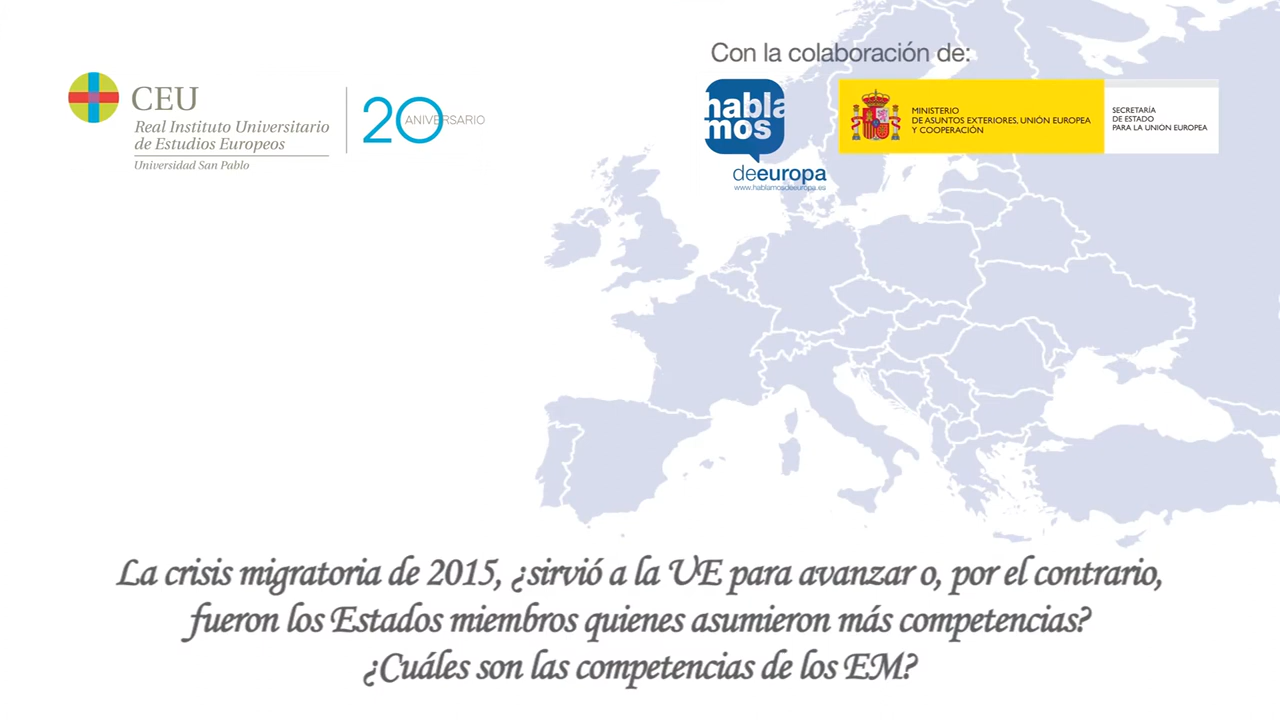 CEU
Real Instituto Universitario
de Estudios Europeos
Universidad San Pablo
20 ANIVERSARIO
Con la colaboración de:
habla
mos
deeuropa
www.hablamosdeeuropa.es
MINISTERIO
DE ASUNTOS EXTERIORES, UNIÓN EUROPEA
Y COOPERACIÓN
SECRETARÍA
DE ESTADO
PARA LA UNIÓN EUROPEA
La crisis migratoria de 2015, ¿sirvió a la UE para avanzar o, por el contrario,
fueron los Estados miembros quienes asumieron más competencias?
¿Cuáles son las competencias de los EM?